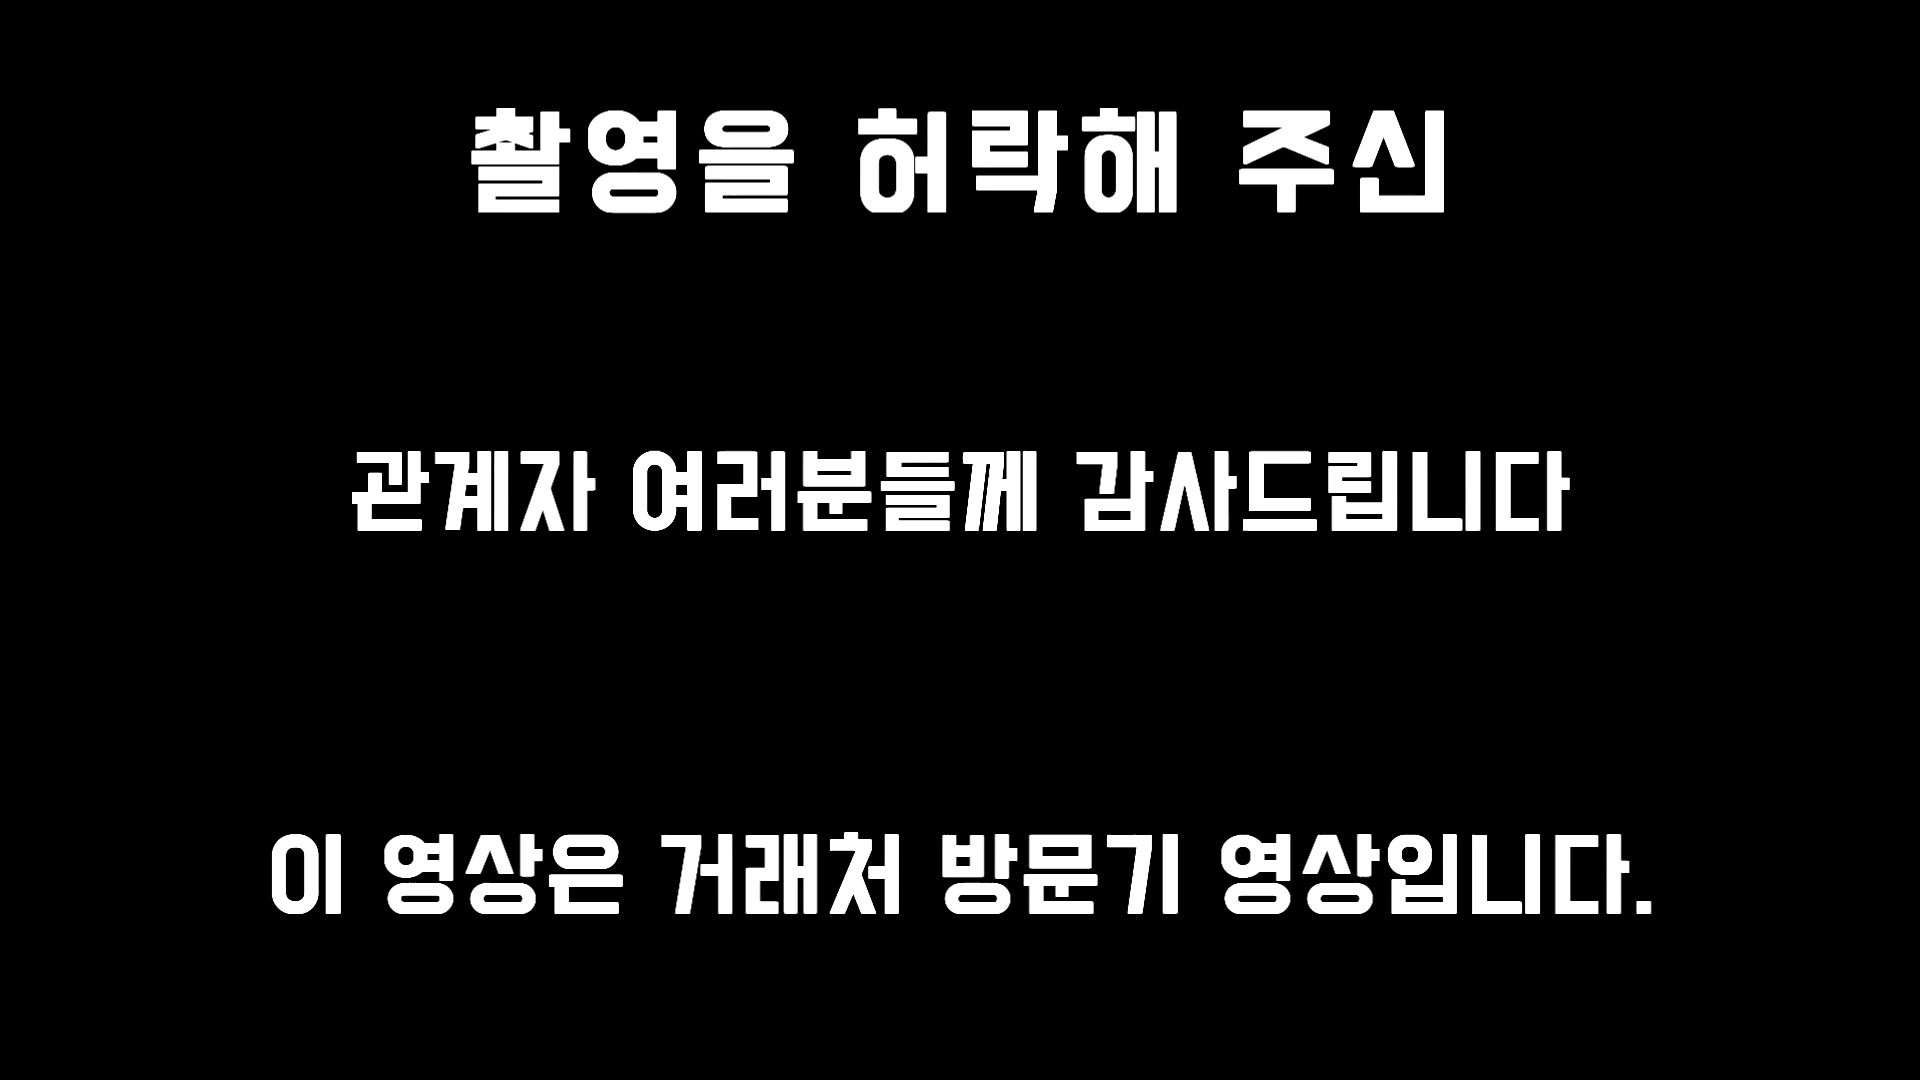 촬영을 허락해 주신
관계자 여러분들께 감사드립니다
이 영상은 거래처 방문기 영상입니다.